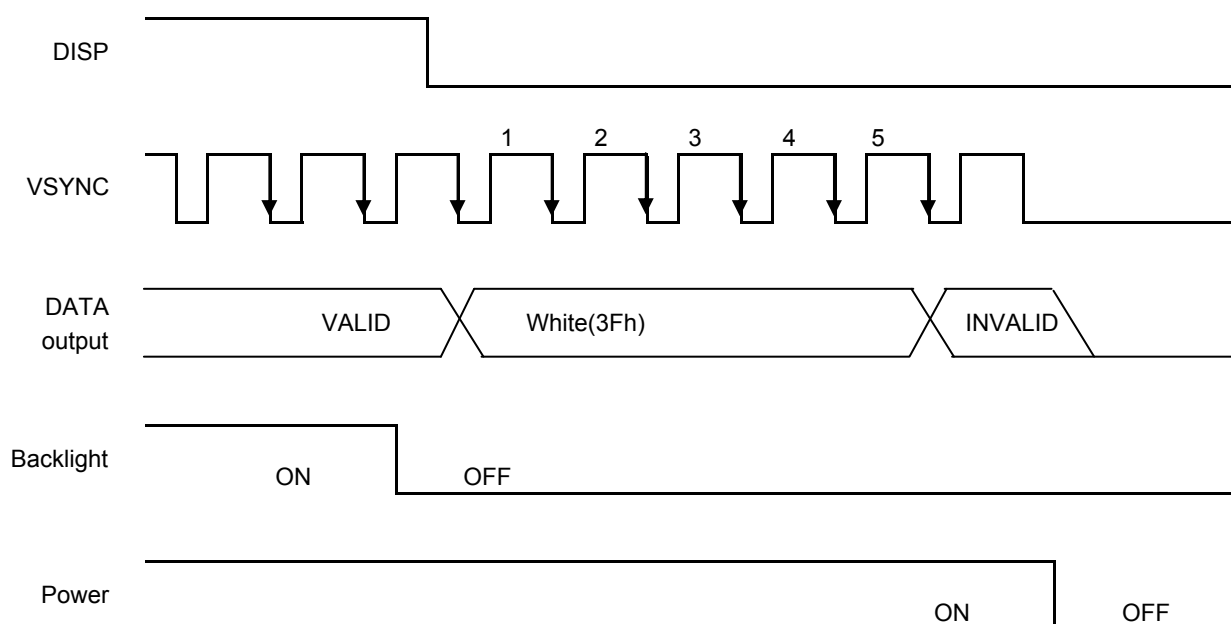 DISP
1 2 3 4 5
VSYNC
DATA
output
VALID White(3Fh) INVALID
Backlight
ON OFF
Power
ON OFF